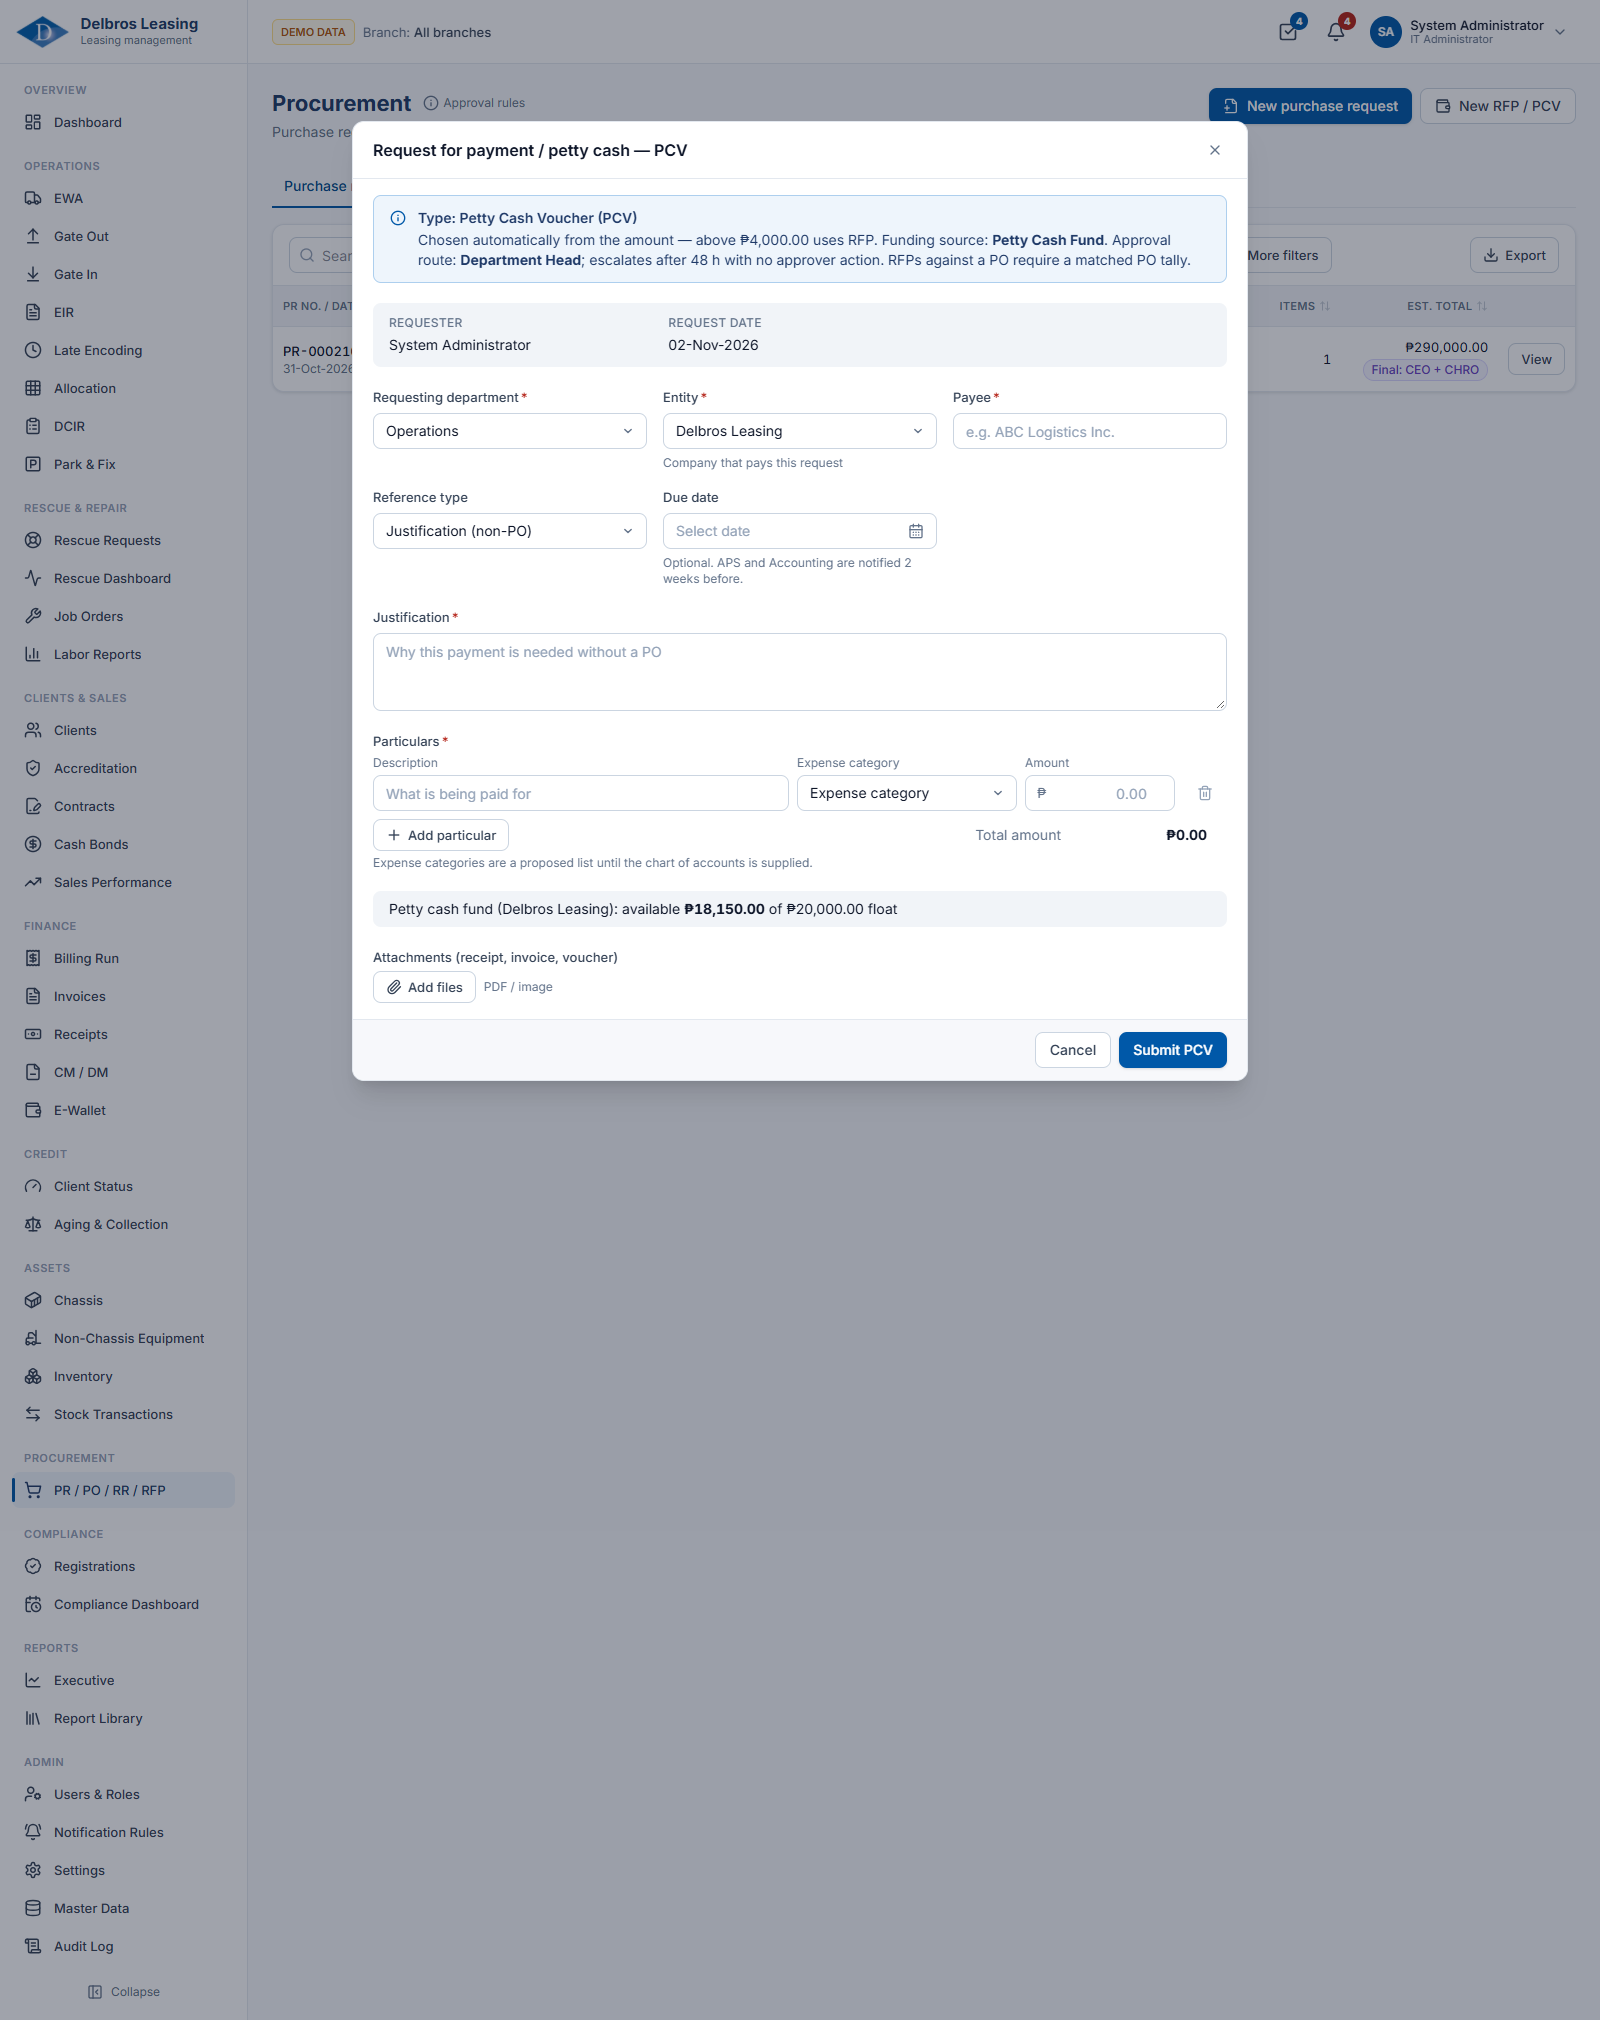 Delbros Leasing
Leasing management
DEMO DATA
Branch: All branches
4
4
SA
System Administrator
IT Administrator
OVERVIEW
Dashboard
OPERATIONS
EWA
Gate Out
Gate In
EIR
Late Encoding
Allocation
DCIR
Park & Fix
RESCUE & REPAIR
Rescue Requests
Rescue Dashboard
Job Orders
Labor Reports
CLIENTS & SALES
Clients
Accreditation
Contracts
Cash Bonds
Sales Performance
FINANCE
Billing Run
Invoices
Receipts
CM / DM
E-Wallet
CREDIT
Client Status
Aging & Collection
ASSETS
Chassis
Non-Chassis Equipment
Inventory
Stock Transactions
PROCUREMENT
PR / PO / RR / RFP
COMPLIANCE
Registrations
Compliance Dashboard
REPORTS
Executive
Report Library
ADMIN
Users & Roles
Notification Rules
Settings
Master Data
Audit Log
Collapse
Procurement
Approval rules
Purchase re
New purchase request
New RFP / PCV
Purchase
Sear
More filters
Export
PR NO. / DAT
ITEMS
EST. TOTAL
PR-00021
31-Oct-2026
1
₱290,000.00
Final: CEO + CHRO
View
Request for payment / petty cash — PCV
Type: Petty Cash Voucher (PCV)
Chosen automatically from the amount — above ₱4,000.00 uses RFP. Funding source: Petty Cash Fund. Approval
route: Department Head; escalates after 48 h with no approver action. RFPs against a PO require a matched PO tally.
REQUESTER
System Administrator
REQUEST DATE
02-Nov-2026
Requesting department *
Operations
Entity *
Delbros Leasing
Company that pays this request
Payee *
e.g. ABC Logistics Inc.
Reference type
Justification (non-PO)
Due date
Select date
Optional. APS and Accounting are notified 2
weeks before.
Justification *
Why this payment is needed without a PO
Particulars *
Description
Expense category
Amount
What is being paid for
Expense category
₱ 0.00
Add particular
Total amount
₱0.00
Expense categories are a proposed list until the chart of accounts is supplied.
Petty cash fund (Delbros Leasing): available ₱18,150.00 of ₱20,000.00 float
Attachments (receipt, invoice, voucher)
Add files
PDF / image
Cancel
Submit PCV